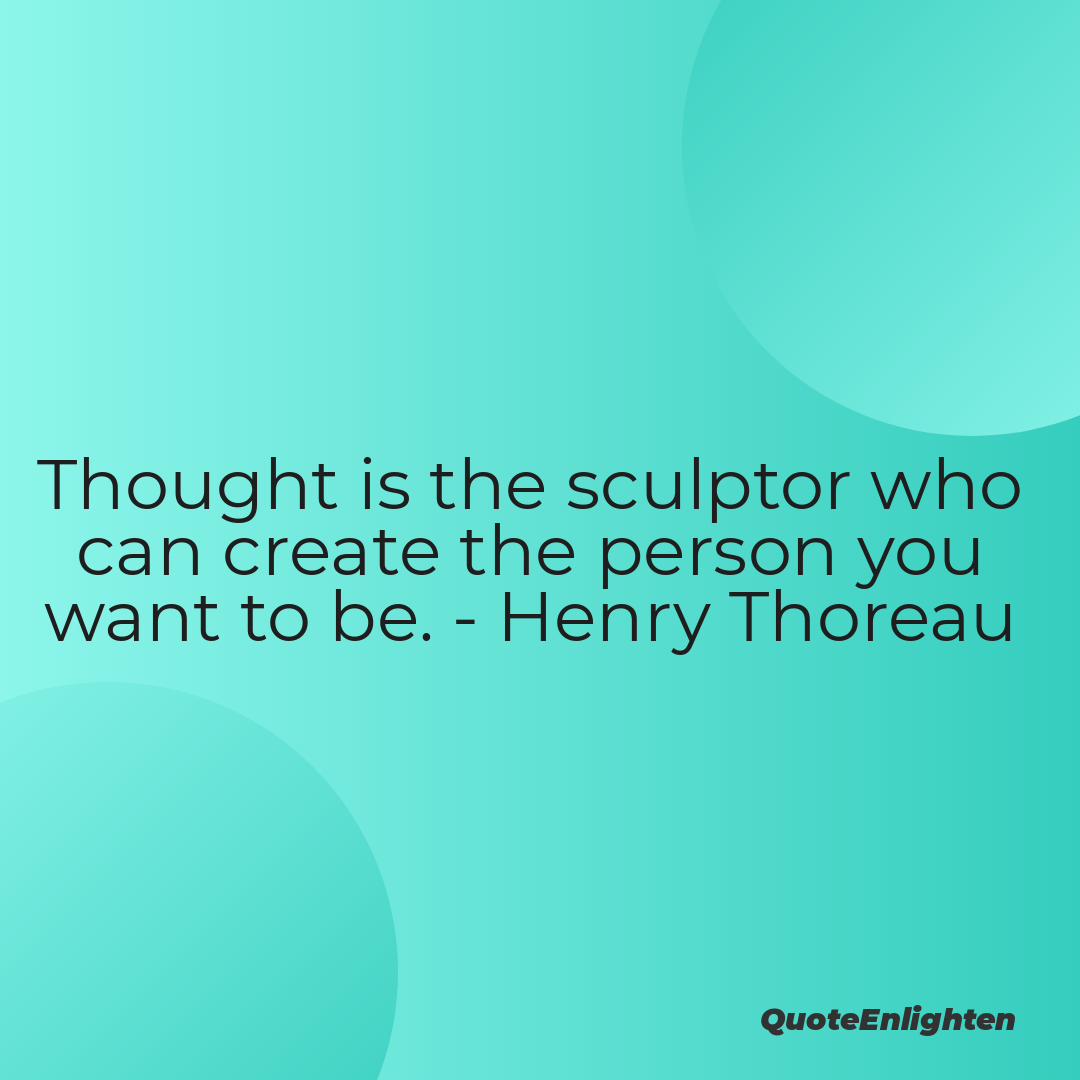 Thought is the sculptor who
can create the person you
want to be. - Henry Thoreau
QuoteEnlighten